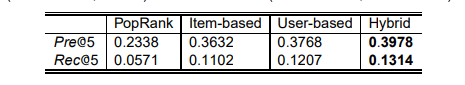 PopRank Item-based User-based Hybrid
Pre@5 0.2338 0.3632 0.3768 0.3978
Rec@5 0.0571 0.1102 0.1207 0.1314